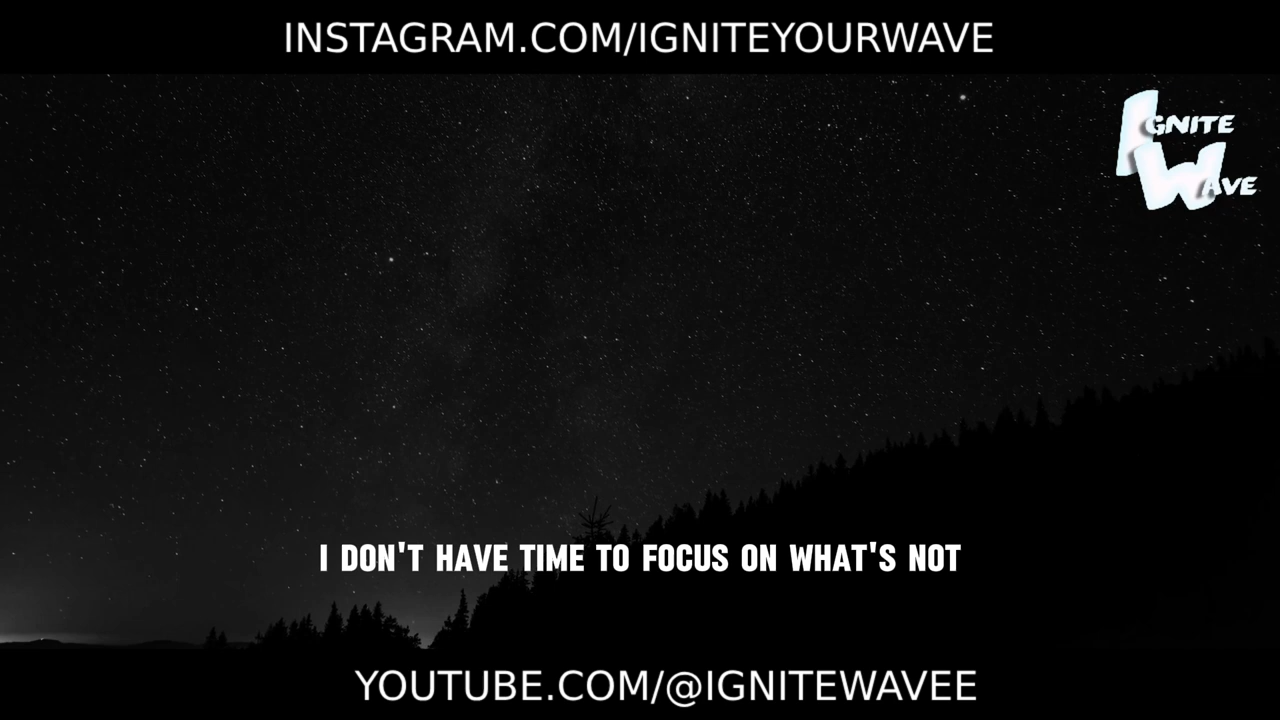 INSTAGRAM.COM/IGNITEYOURWAVE
IGNITE
WAVE
I DON'T HAVE TIME TO FOCUS ON WHAT'S NOT
YOUTUBE.COM/@IGNITEWAVEE